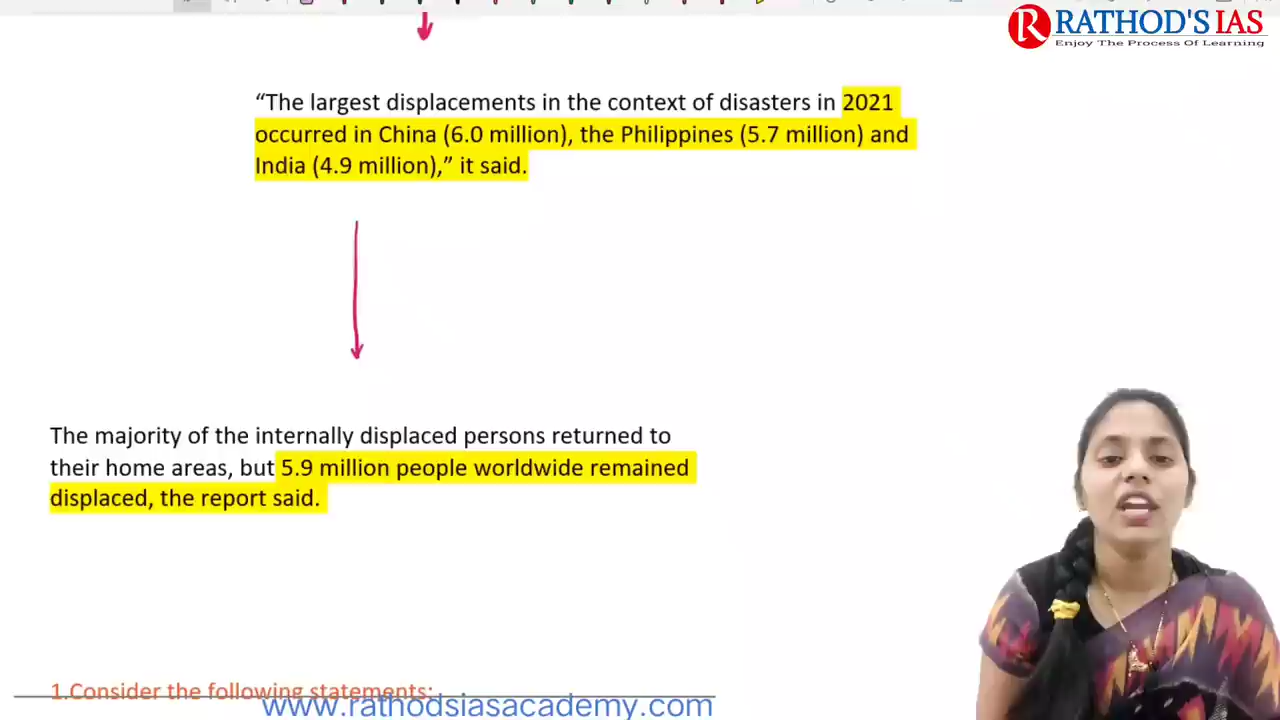 RATHOD'S IAS
Enjoy The Process Of Learning
“The largest displacements in the context of disasters in 2021
occurred in China (6.0 million), the Philippines (5.7 million) and
India (4.9 million),” it said.
The majority of the internally displaced persons returned to
their home areas, but 5.9 million people worldwide remained
displaced, the report said.
1.Consider the following statements:
www.rathodsiasacademy.com